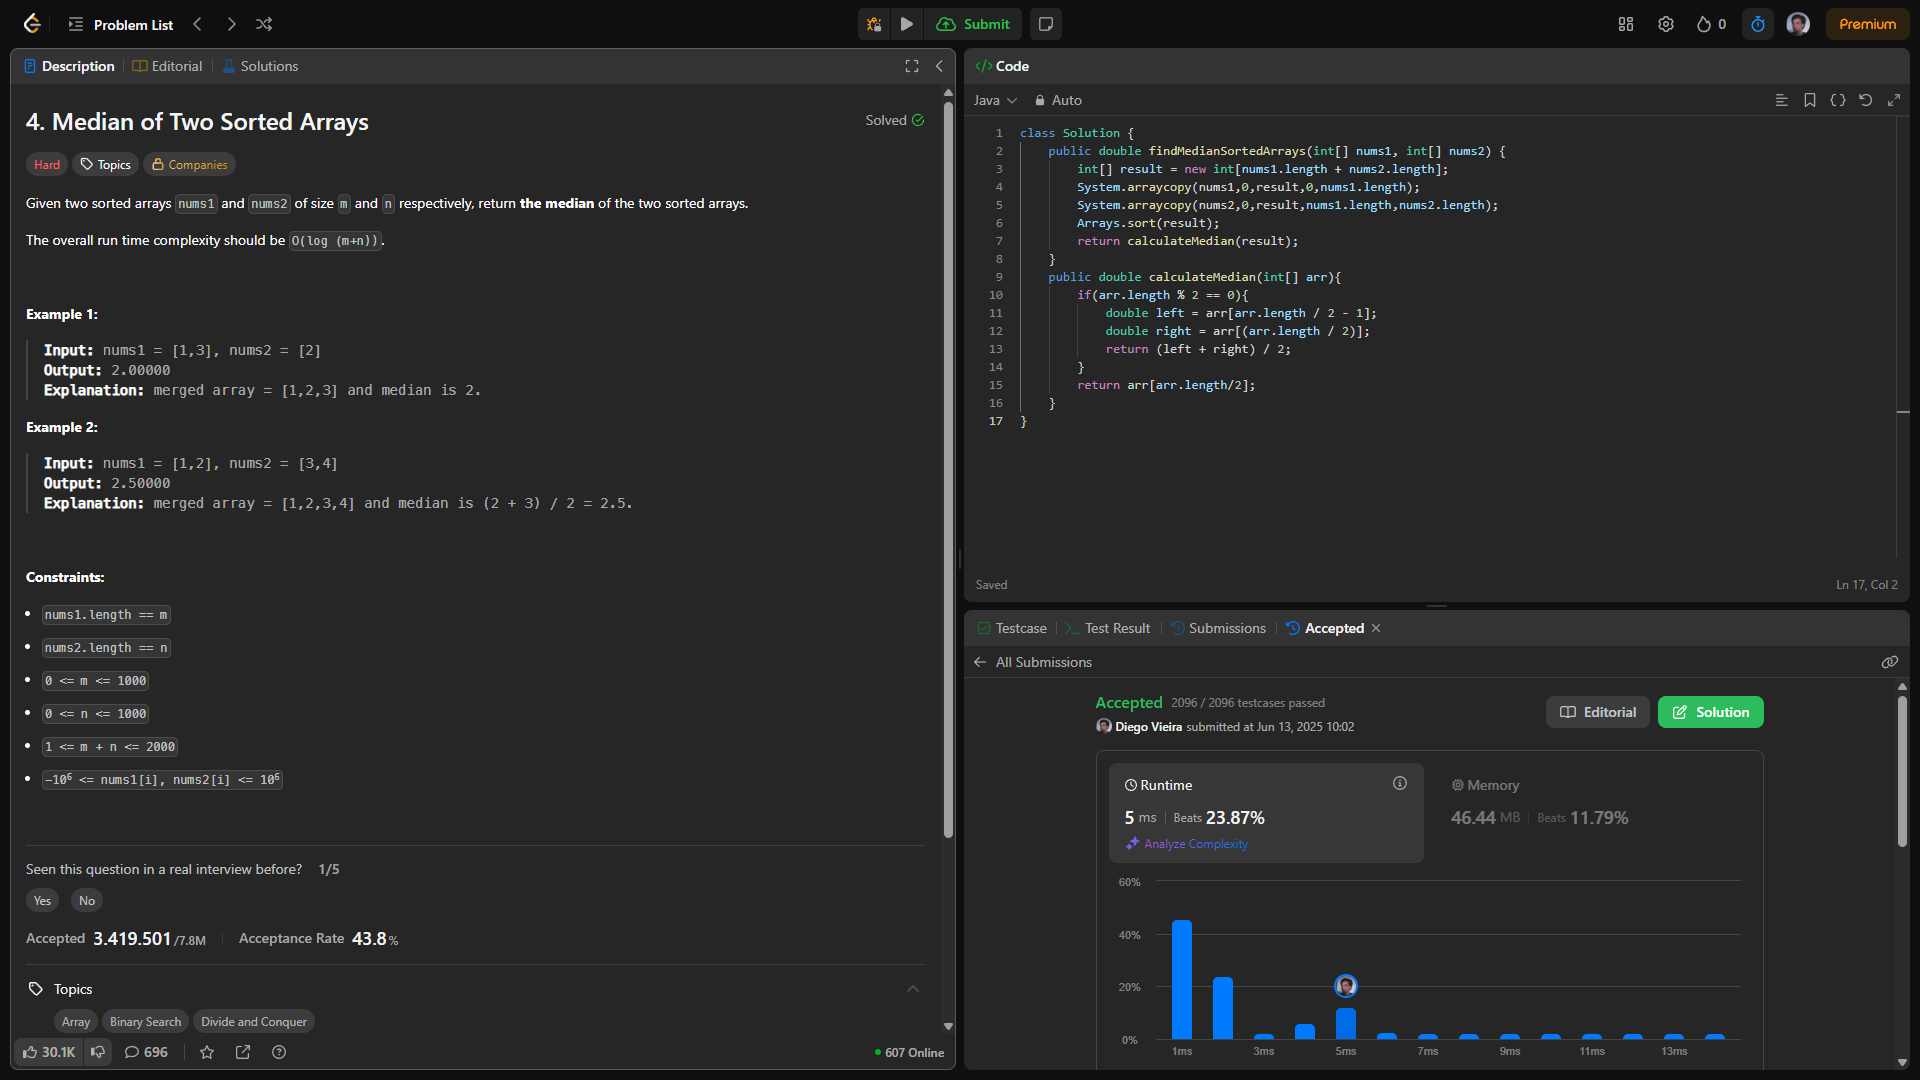 Problem List
Submit
0
Premium
Description
Editorial
Solutions
4. Median of Two Sorted Arrays
Solved
Hard
Topics
Companies
Given two sorted arrays nums1 and nums2 of size m and n respectively, return the median of the two sorted arrays.
The overall run time complexity should be O(log (m+n)).
Example 1:
Input: nums1 = [1,3], nums2 = [2]
Output: 2.00000
Explanation: merged array = [1,2,3] and median is 2.
Example 2:
Input: nums1 = [1,2], nums2 = [3,4]
Output: 2.50000
Explanation: merged array = [1,2,3,4] and median is (2 + 3) / 2 = 2.5.
Constraints:
• nums1.length == m
• nums2.length == n
• 0 <= m <= 1000
• 0 <= n <= 1000
• 1 <= m + n <= 2000
• -10⁶ <= nums1[i], nums2[i] <= 10⁶
Seen this question in a real interview before? 1/5
Yes
No
Accepted 3.419.501/7.8M
Acceptance Rate 43.8%
Topics
Array
Binary Search
Divide and Conquer
30.1K
696
607 Online
</> Code
Java
Auto
1 class Solution {
2 public double findMedianSortedArrays(int[] nums1, int[] nums2) {
3 int[] result = new int[nums1.length + nums2.length];
4 System.arraycopy(nums1,0,result,0,nums1.length);
5 System.arraycopy(nums2,0,result,nums1.length,nums2.length);
6 Arrays.sort(result);
7 return calculateMedian(result);
8 }
9 public double calculateMedian(int[] arr){
10 if(arr.length % 2 == 0){
11 double left = arr[arr.length / 2 - 1];
12 double right = arr[(arr.length / 2)];
13 return (left + right) / 2;
14 }
15 return arr[arr.length/2];
16 }
17 }
Saved
Ln 17, Col 2
Testcase
Test Result
Submissions
Accepted
All Submissions
Accepted 2096 / 2096 testcases passed
Diego Vieira submitted at Jun 13, 2025 10:02
Editorial
Solution
Runtime
5 ms
Beats 23.87%
Analyze Complexity
Memory
46.44 MB
Beats 11.79%
60%
40%
20%
0%
1ms
3ms
5ms
7ms
9ms
11ms
13ms